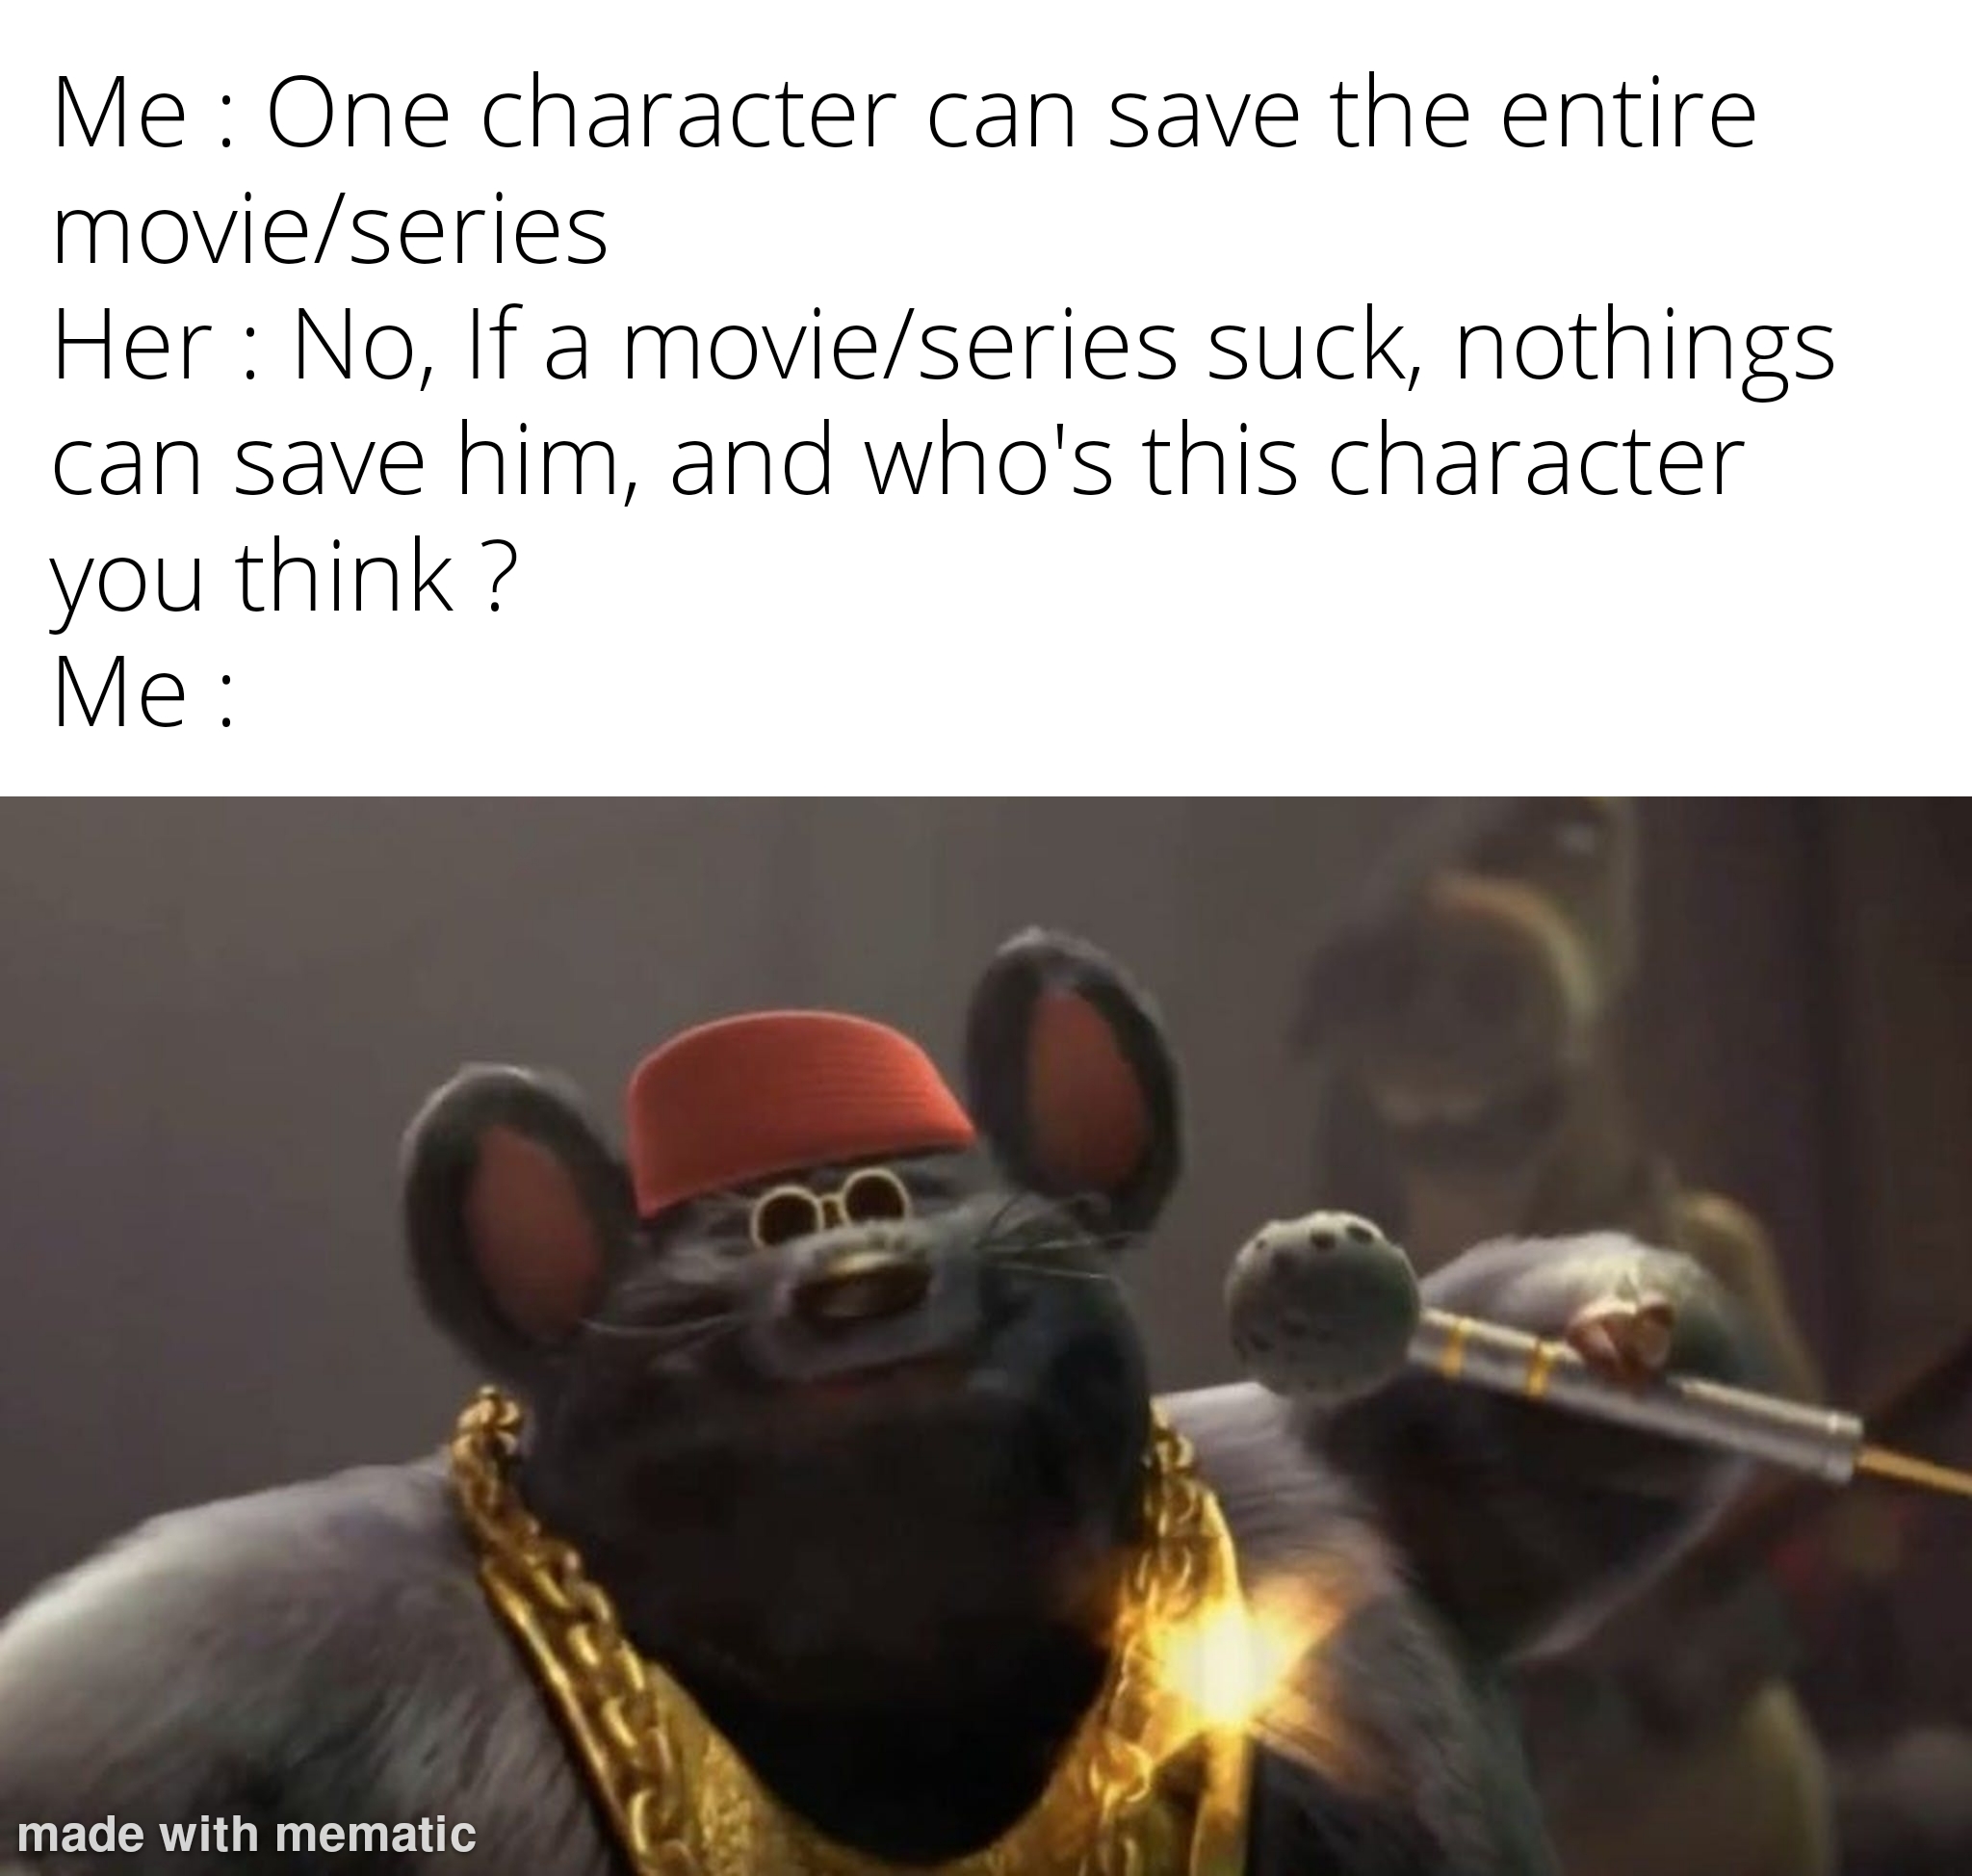 Me : One character can save the entire
movie/series
Her : No, If a movie/series suck, nothings
can save him, and who's this character
you think ?
Me :
made with mematic